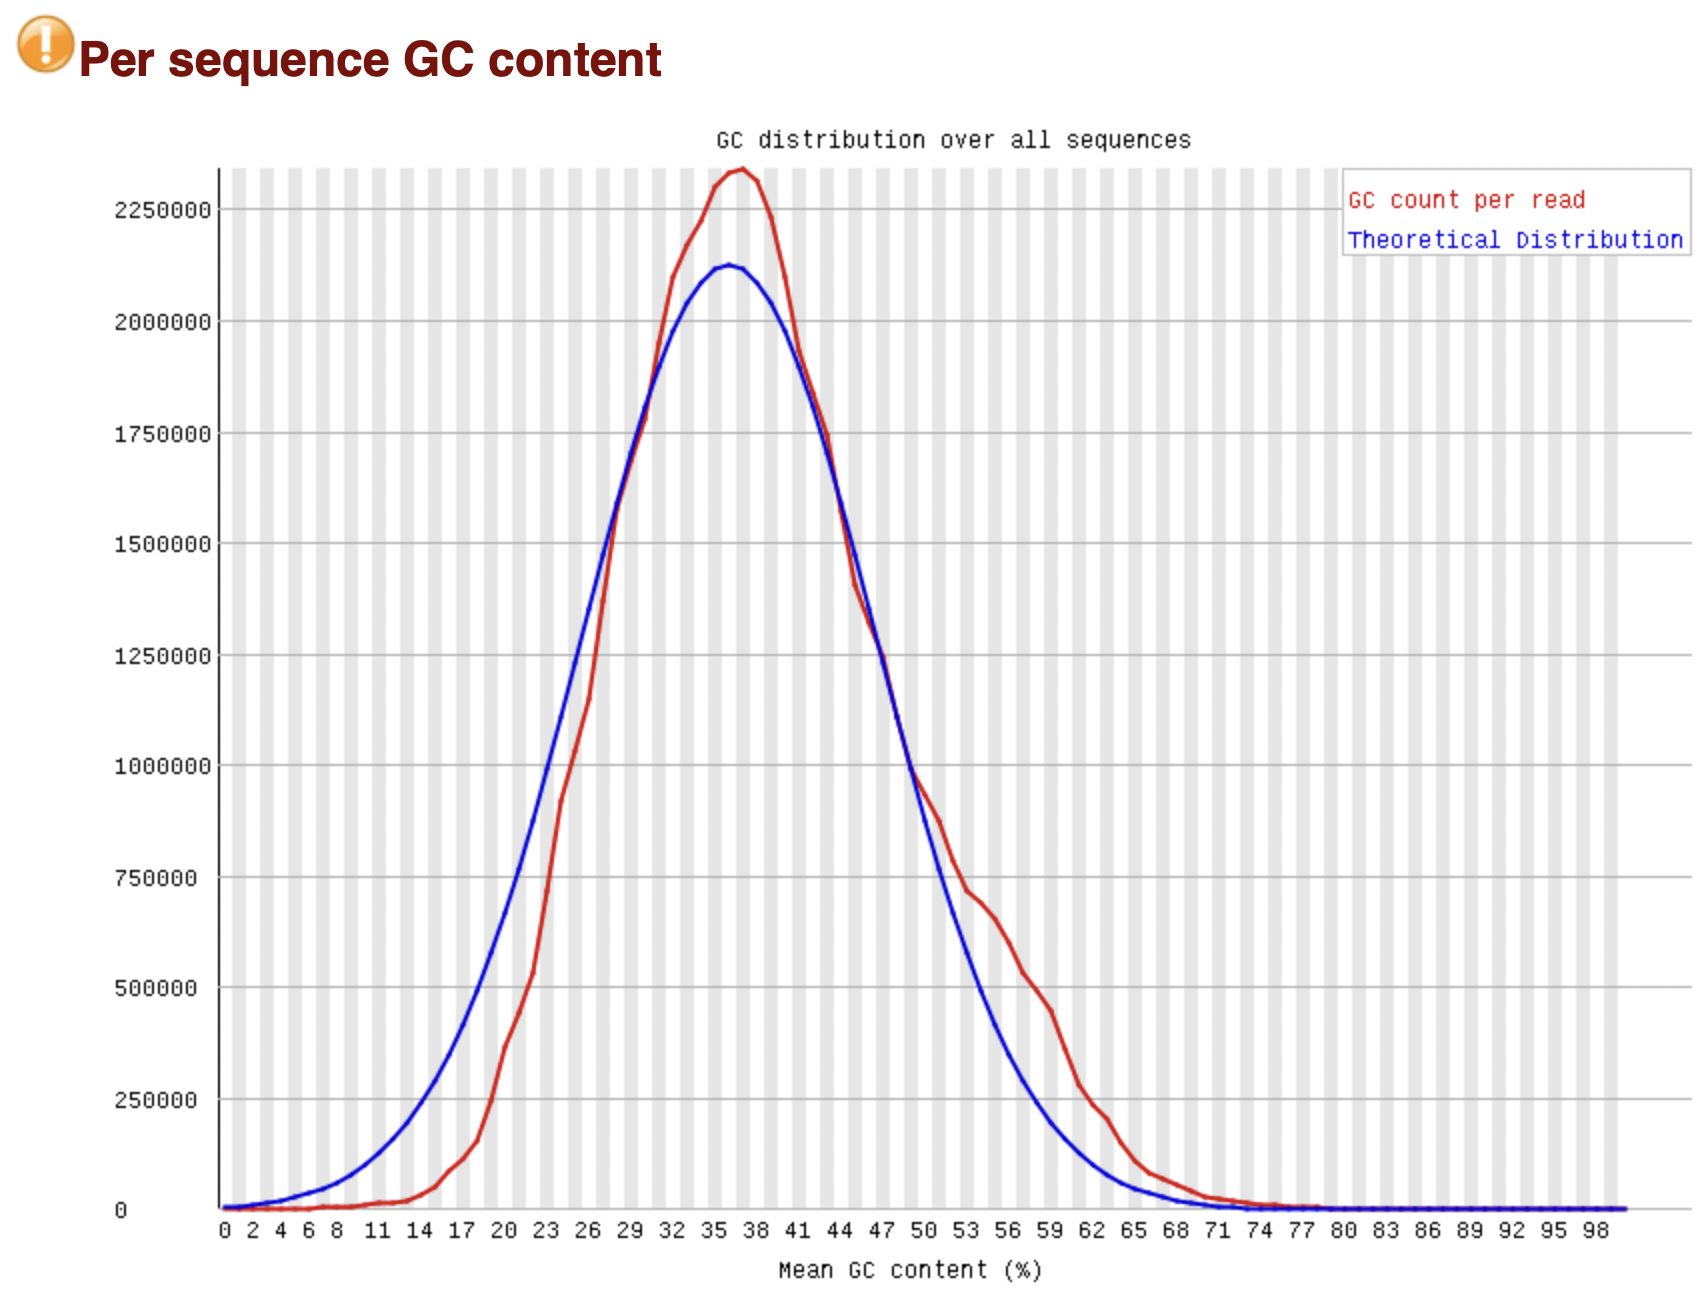 Per sequence GC content
GC distribution over all sequences
GC count per read
Theoretical Distribution
2250000
2000000
1750000
1500000
1250000
1000000
750000
500000
250000
0
0 2 4 6 8 11 14 17 20 23 26 29 32 35 38 41 44 47 50 53 56 59 62 65 68 71 74 77 80 83 86 89 92 95 98
Mean GC content (%)